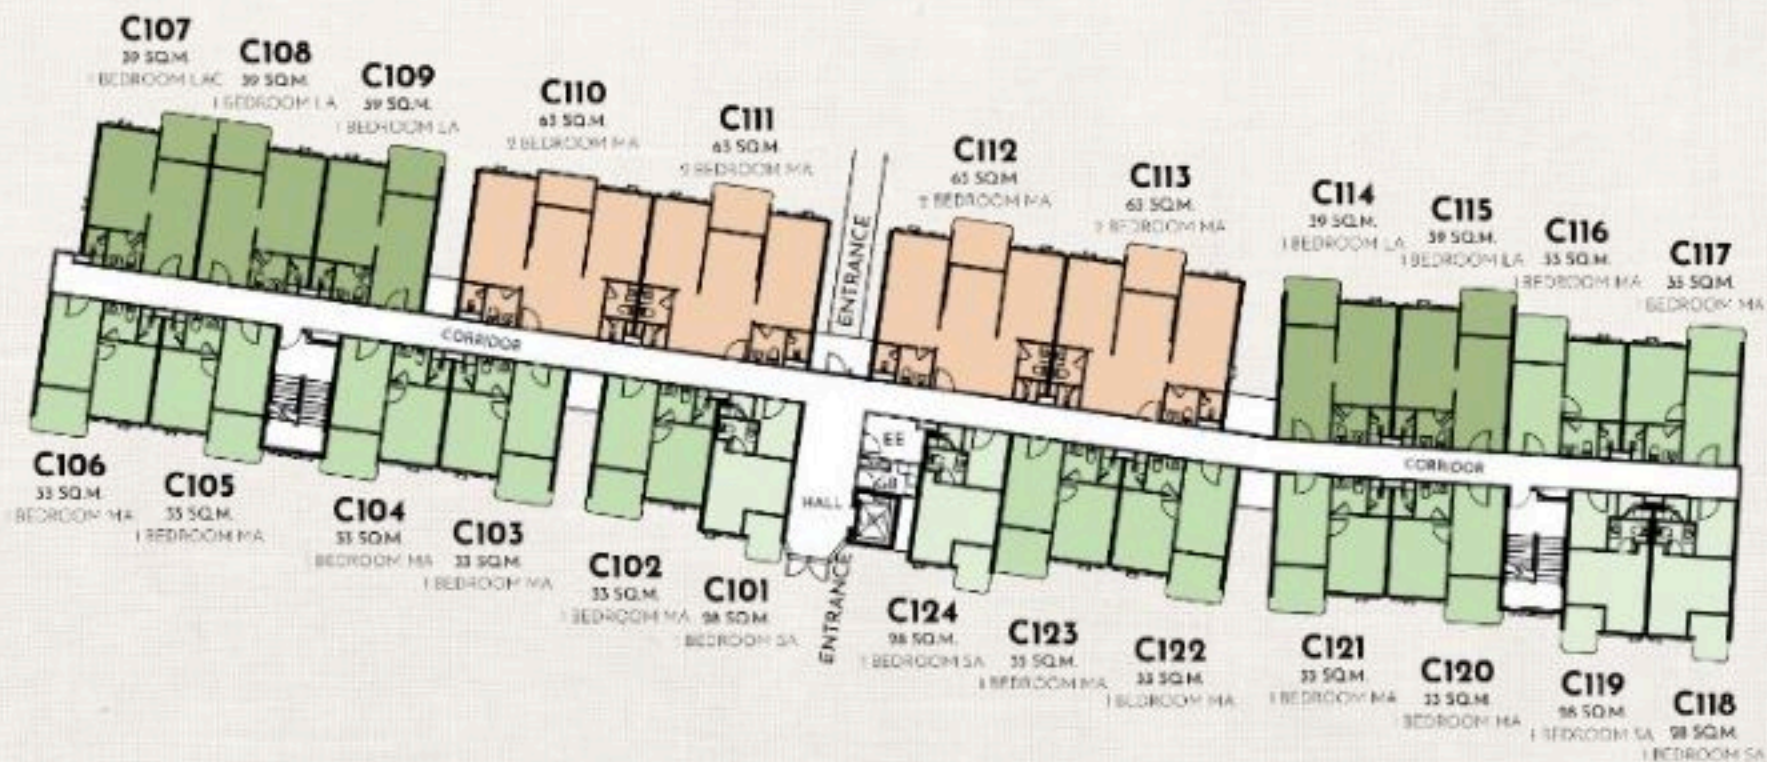 C107
39 SQ.M.
1 BEDROOM LAC
C108
39 SQ.M.
1 BEDROOM LA
C109
39 SQ.M.
1 BEDROOM LA
C110
63 SQ.M.
2 BEDROOM MA
C111
63 SQ.M.
2 BEDROOM MA
C112
63 SQ.M.
2 BEDROOM MA
C113
63 SQ.M.
2 BEDROOM MA
C114
39 SQ.M.
1 BEDROOM LA
C115
39 SQ.M.
1 BEDROOM LA
C116
33 SQ.M.
1 BEDROOM MA
C117
33 SQ.M.
1 BEDROOM MA
ENTRANCE
CORRIDOR
CORRIDOR
EE
GB
HALL
ENTRANCE
C106
33 SQ.M.
1 BEDROOM MA
C105
33 SQ.M.
1 BEDROOM MA
C104
33 SQ.M.
BEDROOM MA
C103
33 SQ.M.
1 BEDROOM MA
C102
33 SQ.M.
1 BEDROOM MA
C101
28 SQ.M.
BEDROOM SA
C124
28 SQ.M.
1 BEDROOM SA
C123
33 SQ.M.
1 BEDROOM MA
C122
33 SQ.M.
1 BEDROOM MA
C121
33 SQ.M.
1 BEDROOM MA
C120
33 SQ.M.
BEDROOM MA
C119
28 SQ.M.
1 BEDROOM SA
C118
28 SQ.M.
1 BEDROOM SA